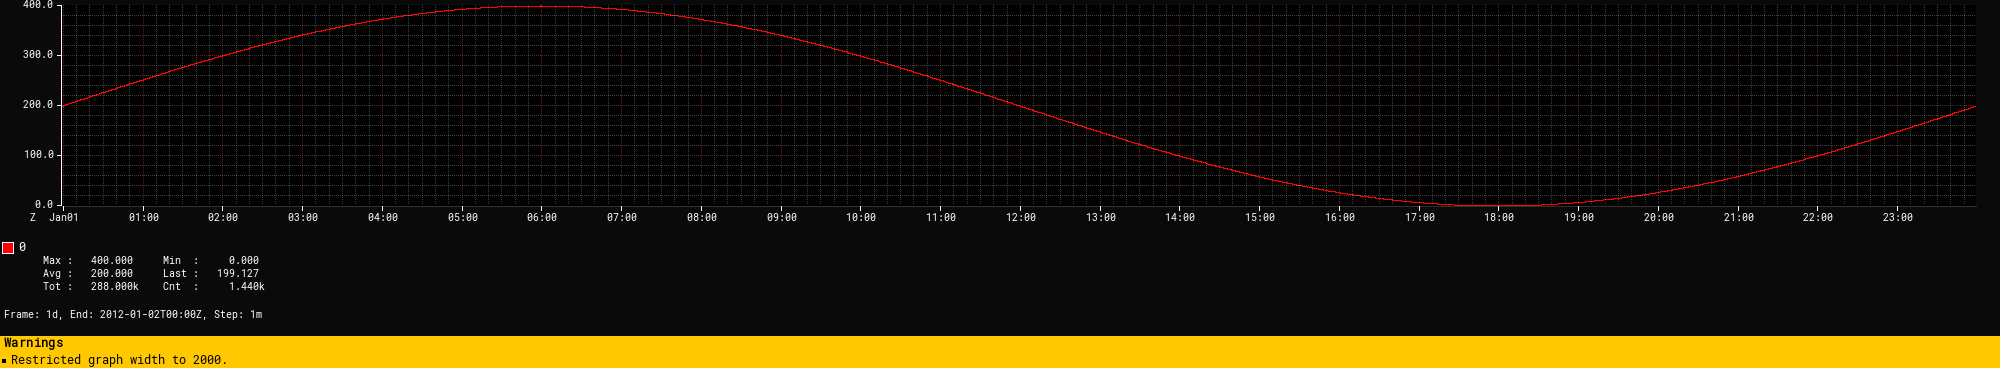 400.0
300.0
200.0
100.0
0.0
Z Jan01 01:00 02:00 03:00 04:00 05:00 06:00 07:00 08:00 09:00 10:00 11:00 12:00 13:00 14:00 15:00 16:00 17:00 18:00 19:00 20:00 21:00 22:00 23:00
0
Max : 400.000 Min : 0.000
Avg : 200.000 Last : 199.127
Tot : 288.000k Cnt : 1.440k
Frame: 1d, End: 2012-01-02T00:00Z, Step: 1m
Warnings
▪ Restricted graph width to 2000.